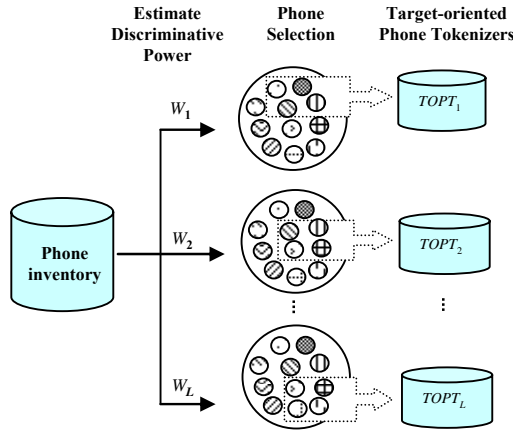 Estimate
Discriminative
Power
Phone
Selection
Target-oriented
Phone Tokenizers
W1
TOPT1
Phone
inventory
W2
TOPT2
...
...
WL
TOPTL